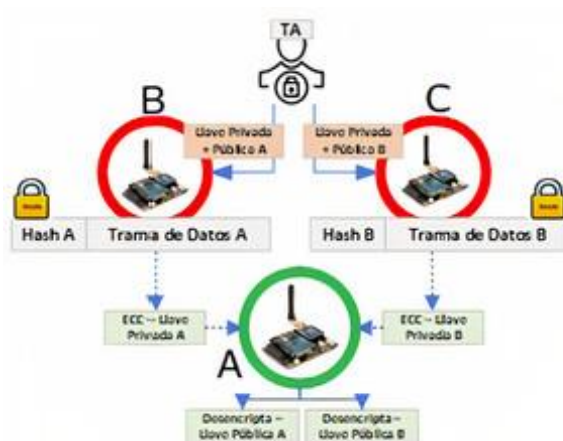 TA
B
C
Llave Privada
+ Pública A
Llave Privada
+ Pública B
Hash A
Trama de Datos A
Hash B
Trama de Datos B
ECC – Llave
Privada A
ECC – Llave
Privada B
A
Desencripta –
Llave Pública A
Desencripta –
Llave Pública B